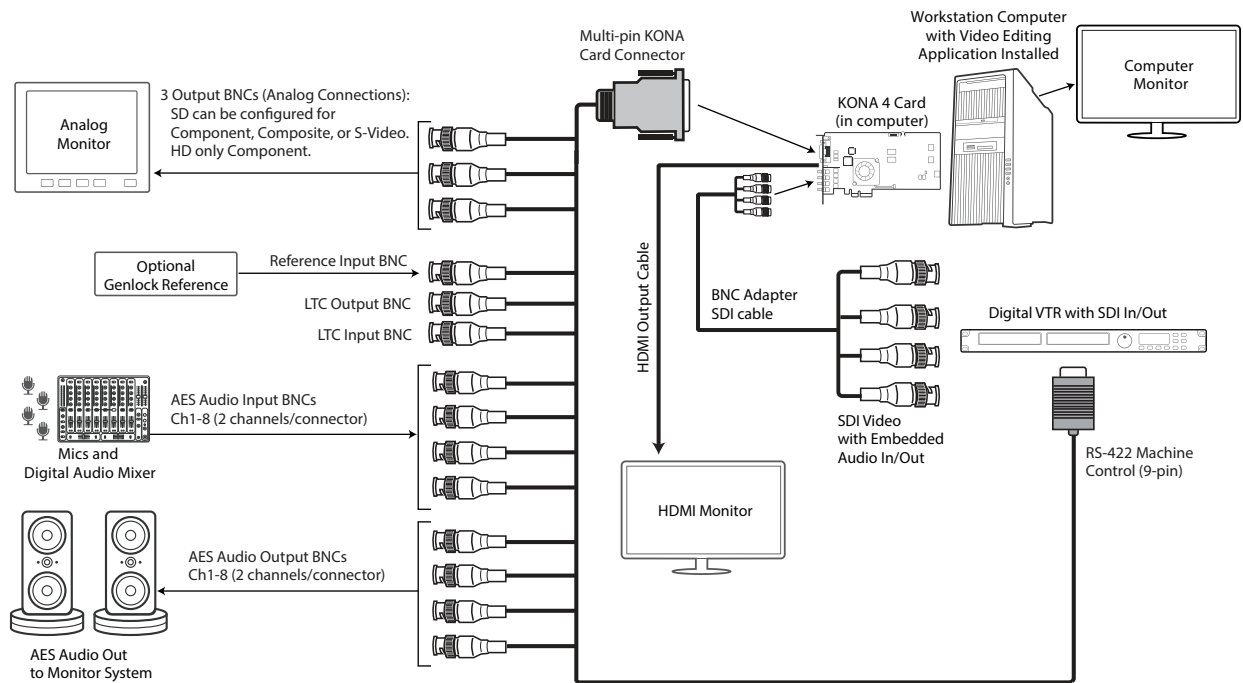 Multi-pin KONA
Card Connector
Workstation Computer
with Video Editing
Application Installed
Computer
Monitor
3 Output BNCs (Analog Connections):
SD can be configured for
Component, Composite, or S-Video.
HD only Component.
Analog
Monitor
KONA 4 Card
(in computer)
Optional
Genlock Reference
Reference Input BNC
LTC Output BNC
LTC Input BNC
HDMI Output Cable
BNC Adapter
SDI cable
Digital VTR with SDI In/Out
AES Audio Input BNCs
Ch1-8 (2 channels/connector)
Mics and
Digital Audio Mixer
SDI Video
with Embedded
Audio In/Out
RS-422 Machine
Control (9-pin)
HDMI Monitor
AES Audio Output BNCs
Ch1-8 (2 channels/connector)
AES Audio Out
to Monitor System